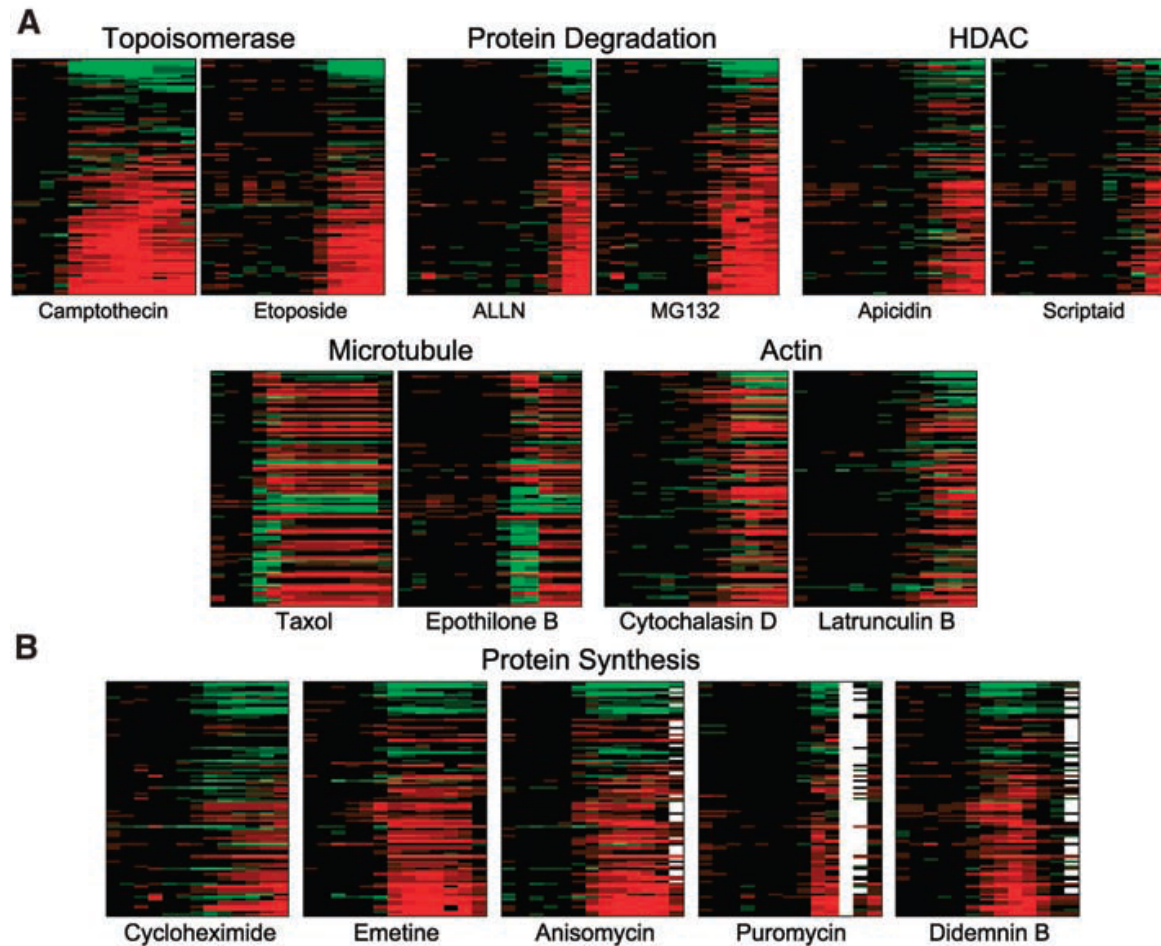 A
Topoisomerase Protein Degradation HDAC
Camptothecin Etoposide ALLN MG132 Apicidin Scriptaid
Microtubule Actin
Taxol Epothilone B Cytochalasin D Latrunculin B
B
Protein Synthesis
Cycloheximide Emetine Anisomycin Puromycin Didemnin B